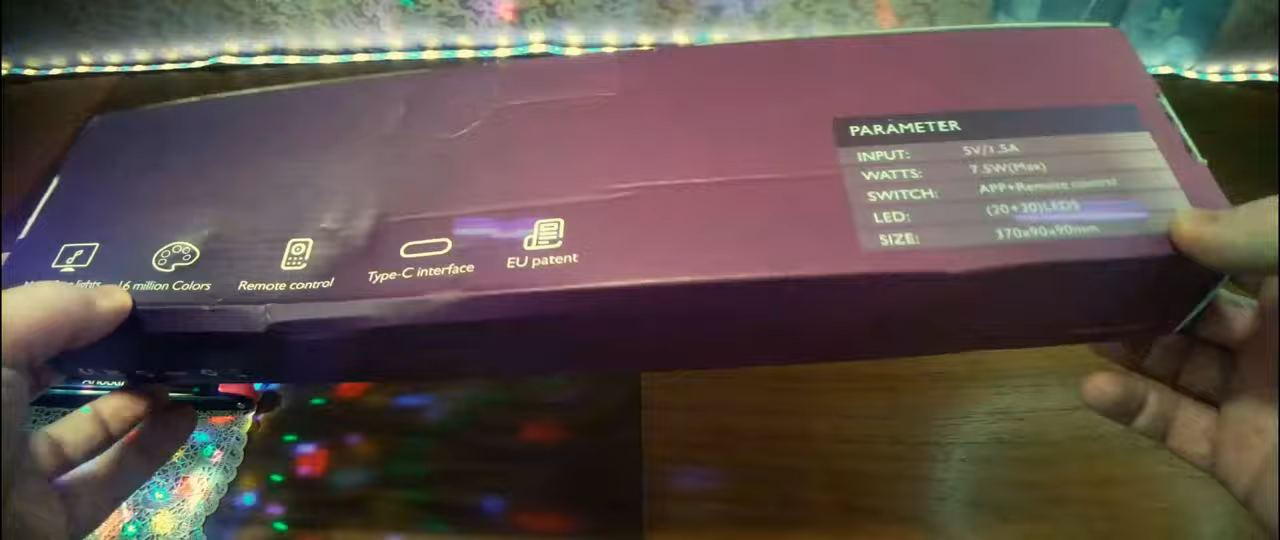 PARAMETER
INPUT: 5V/1.5A
WATTS: 7.5W(Max)
SWITCH: APP+Remote control
LED: (20+20)LEDS
SIZE: 370x90x90mm
lights
16 million Colors
Remote control
Type-C interface
EU patent